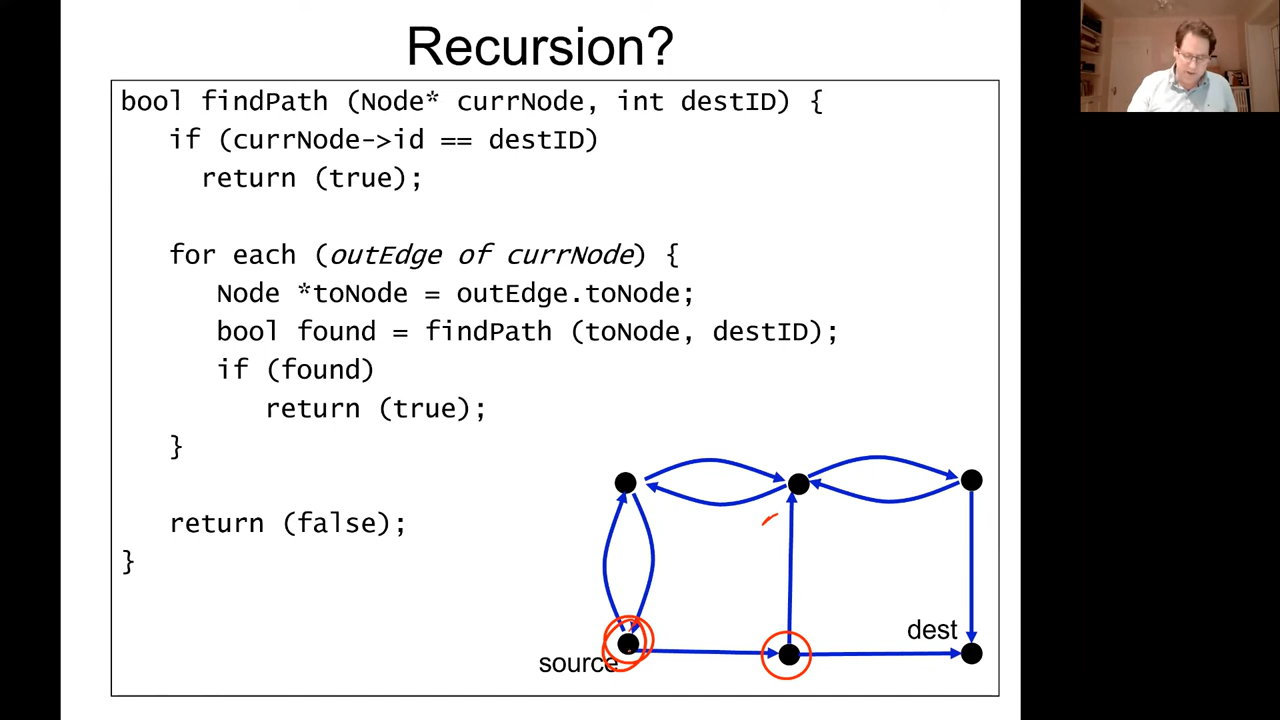 Recursion?
bool findPath (Node* currNode, int destID) {
if (currNode->id == destID)
return (true);
for each (outEdge of currNode) {
Node *toNode = outEdge.toNode;
bool found = findPath (toNode, destID);
if (found)
return (true);
}
return (false);
}
dest
source